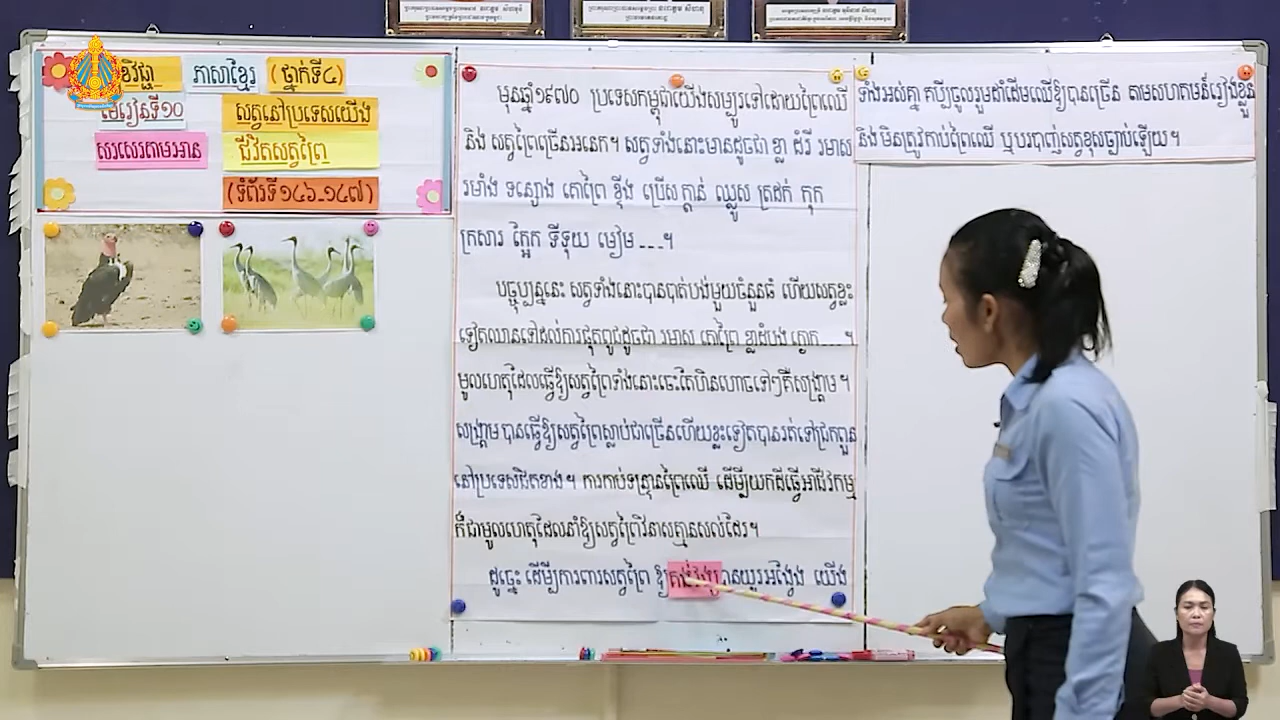 ភាសាខ្មែរ
(ថ្នាក់ទី៤)
មេរៀនទី១០
សត្វនៅប្រទេសយើង
សរសេរតាមអាន
ជីវិតសត្វព្រៃ
(ទំព័រទី១៤៦-១៤៧)
មុនឆ្នាំ១៩៧០ ប្រទេសកម្ពុជាយើងសម្បូរទៅដោយព្រៃឈើ
និង សត្វព្រៃច្រើនអនេក។ សត្វទាំងនោះមានដូចជា ខ្លា ដំរី រមាស
រមាំង ទន្សោង គោព្រៃ ខ្ទីង ប្រើស ក្តាន់ ឈ្លូស ត្រដក់ កុក
ក្រសារ ក្អែក ទីទុយ មៀម ---។
បច្ចុប្បន្ននេះ សត្វទាំងនោះបានបាត់បង់មួយចំនួនធំ ហើយសត្វខ្លះ
ទៀតឈានទៅដល់ការផុតពូជដូចជា រមាស គោព្រៃ ខ្លាដំបង ត្មាត---។
មូលហេតុដែលធ្វើឱ្យសត្វព្រៃទាំងនោះចេះតែហិនហោចទៅៗគឺសង្គ្រាម។
សង្គ្រាមបានធ្វើឱ្យសត្វព្រៃស្លាប់ជាច្រើនហើយខ្លះទៀតបានរត់ទៅជ្រកពួន
នៅប្រទេសជិតខាង។ ការកាប់ទន្ទ្រានព្រៃឈើ ដើម្បីយកដីធ្វើអាជីវកម្ម
ក៏ជាមូលហេតុដែលនាំឱ្យសត្វព្រៃវិនាសគ្មានសល់ដែរ។
ដូច្នេះ ដើម្បីការពារសត្វព្រៃ ឱ្យគង់វង្សបានយូរអង្វែង យើង
ទាំងអស់គ្នា គប្បីចូលរួមដាំដើមឈើឱ្យបានច្រើន តាមសហគមន៍រៀងខ្លួន
និងមិនត្រូវកាប់ព្រៃឈើ ឬបរបាញ់សត្វខុសច្បាប់ឡើយ។